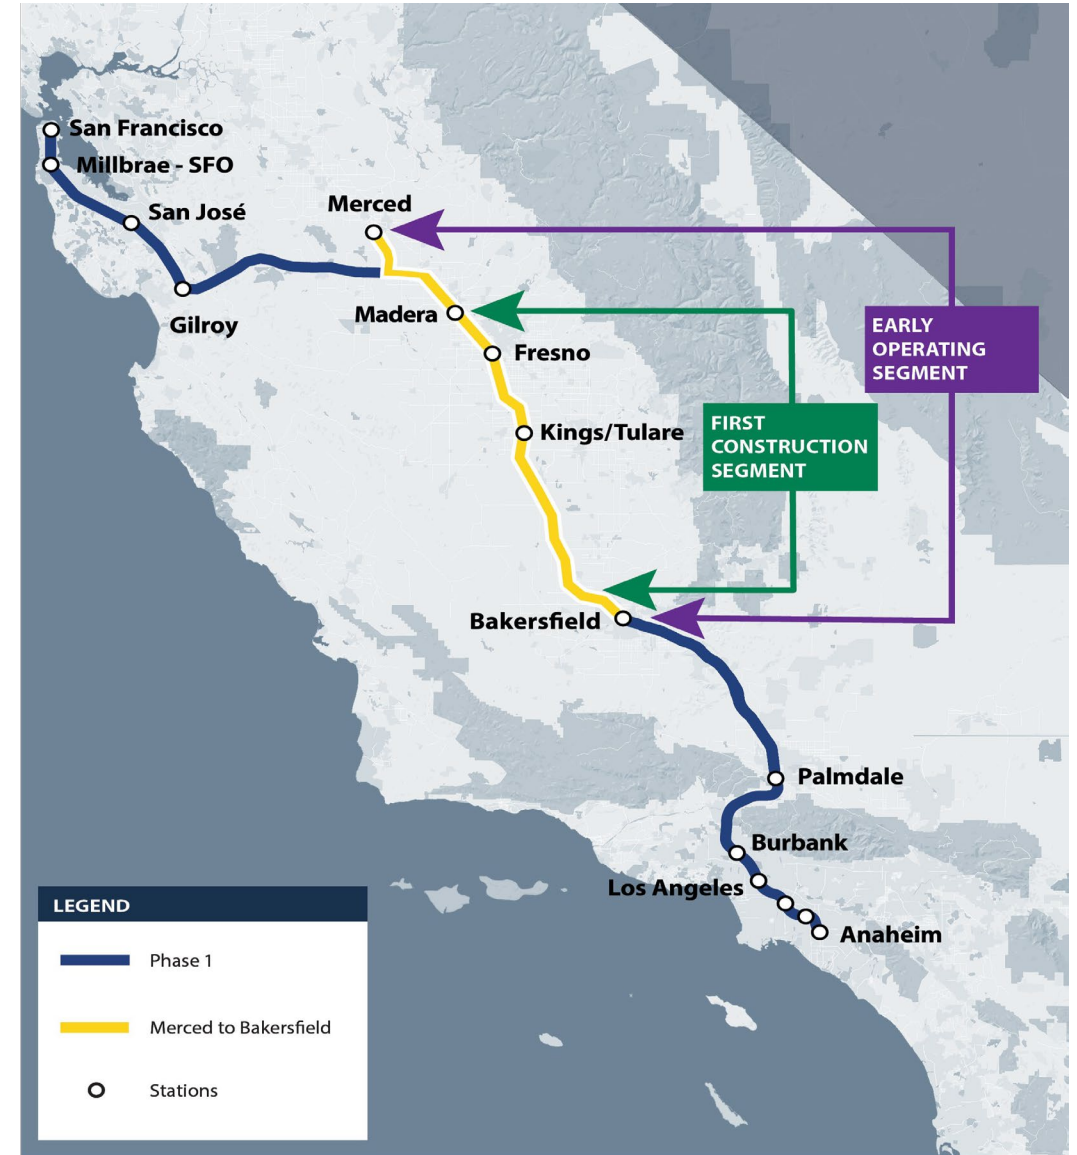 San Francisco
Millbrae - SFO
San José
Merced
Gilroy
Madera
Fresno
Kings/Tulare
Bakersfield
EARLY
OPERATING
SEGMENT
FIRST
CONSTRUCTION
SEGMENT
Palmdale
Burbank
Los Angeles
Anaheim
LEGEND
Phase 1
Merced to Bakersfield
Stations